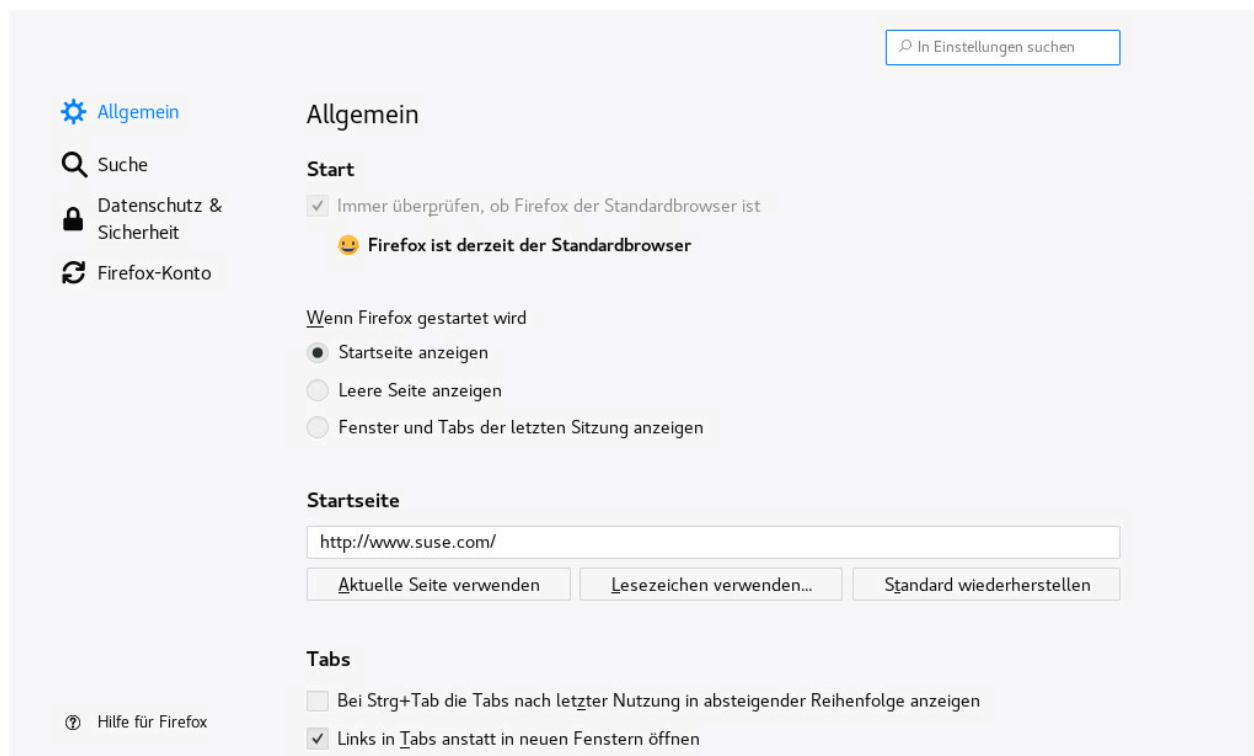 In Einstellungen suchen
Allgemein
Suche
Datenschutz &
Sicherheit
Firefox-Konto
Hilfe für Firefox
Allgemein
Start
Immer überprüfen, ob Firefox der Standardbrowser ist
Firefox ist derzeit der Standardbrowser
Wenn Firefox gestartet wird
Startseite anzeigen
Leere Seite anzeigen
Fenster und Tabs der letzten Sitzung anzeigen
Startseite
http://www.suse.com/
Aktuelle Seite verwenden
Lesezeichen verwenden...
Standard wiederherstellen
Tabs
Bei Strg+Tab die Tabs nach letzter Nutzung in absteigender Reihenfolge anzeigen
Links in Tabs anstatt in neuen Fenstern öffnen